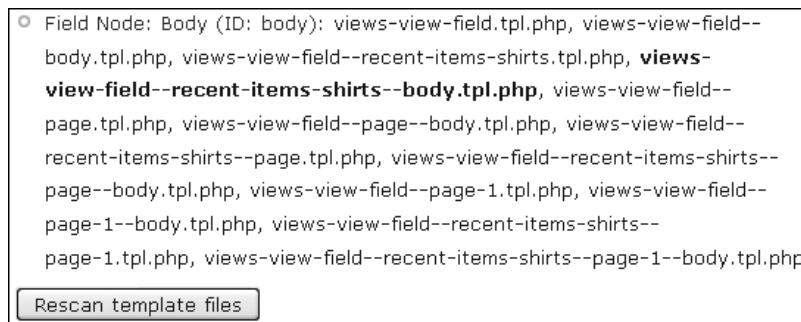 Field Node: Body (ID: body): views-view-field.tpl.php, views-view-field--
body.tpl.php, views-view-field--recent-items-shirts.tpl.php, views-
view-field--recent-items-shirts--body.tpl.php, views-view-field--
page.tpl.php, views-view-field--page--body.tpl.php, views-view-field--
recent-items-shirts--page.tpl.php, views-view-field--recent-items-shirts--
page--body.tpl.php, views-view-field--page-1.tpl.php, views-view-field--
page-1--body.tpl.php, views-view-field--recent-items-shirts--
page-1.tpl.php, views-view-field--recent-items-shirts--page-1--body.tpl.php
Rescan template files